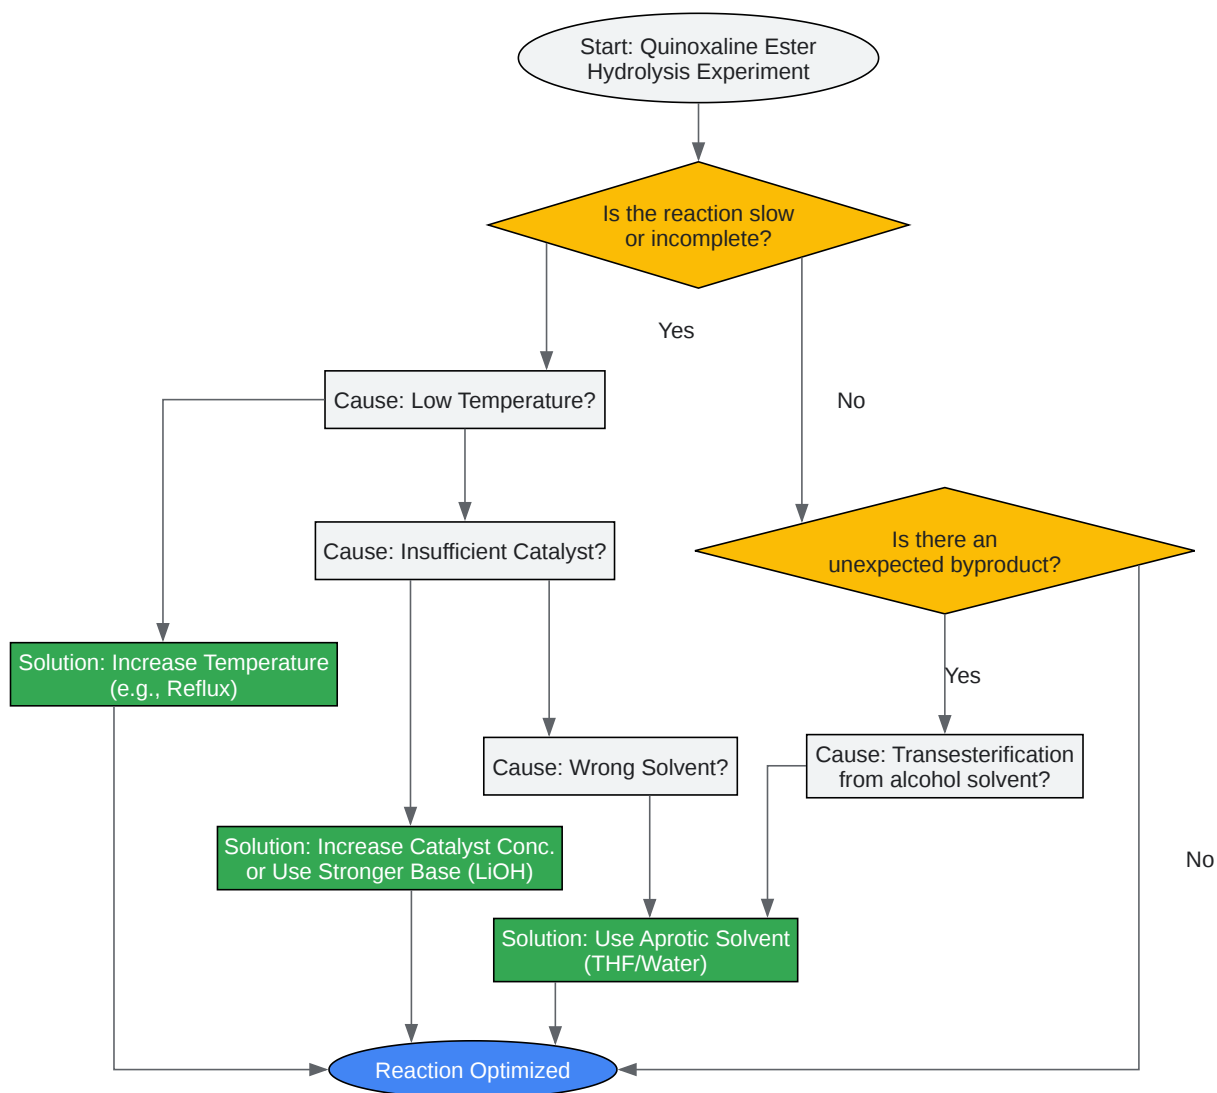 Start: Quinoxaline Ester
Hydrolysis Experiment
Is the reaction slow
or incomplete?
Yes
No
Cause: Low Temperature?
Cause: Insufficient Catalyst?
Is there an
unexpected byproduct?
Solution: Increase Temperature
(e.g., Reflux)
Yes
Cause: Wrong Solvent?
Cause: Transesterification
from alcohol solvent?
Solution: Increase Catalyst Conc.
or Use Stronger Base (LiOH)
No
Solution: Use Aprotic Solvent
(THF/Water)
Reaction Optimized